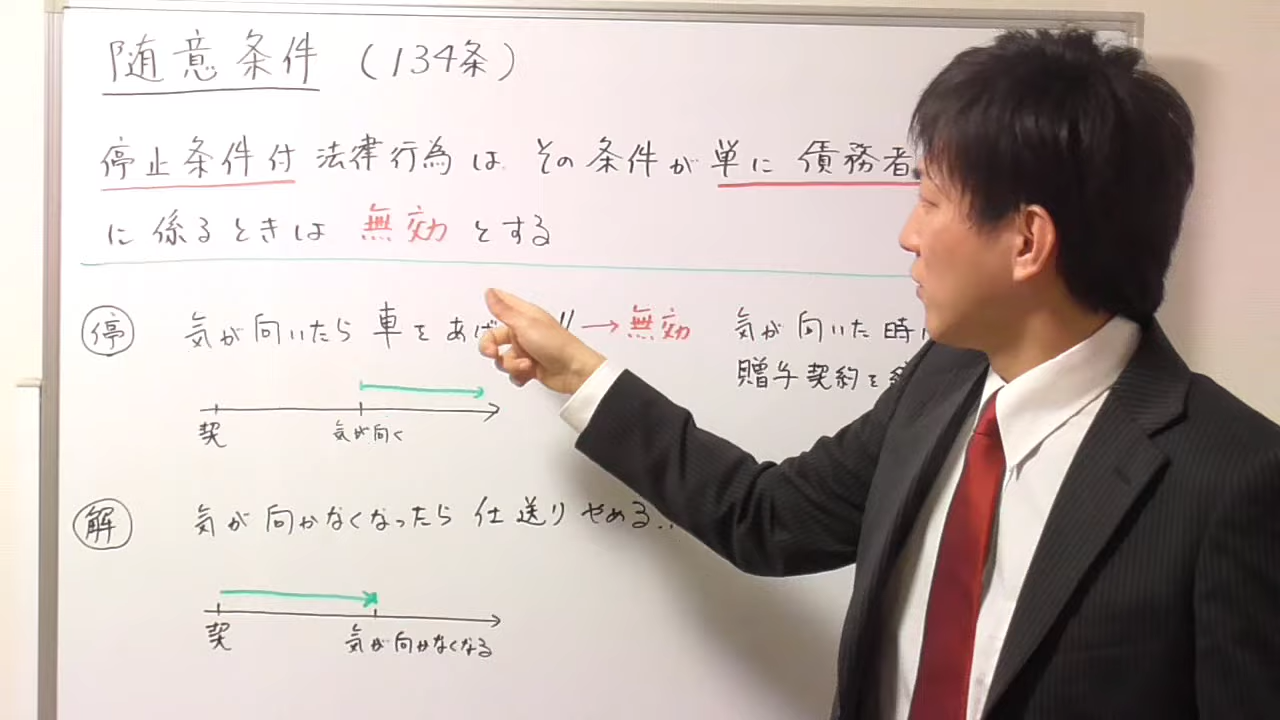 随意条件 (134条)
停止条件付 法律行為は その条件が 単に 債務者
に 係るときは 無効 とする
停 気が向いたら 車を あげ → 無効
気が向いた時に
贈与契約を
契 気が向く
解 気が向かなくなったら 仕送り やめる..
契 気が向かなくなる